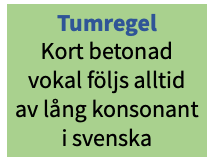 Tumregel
Kort betonad
vokal följs alltid
av lång konsonant
i svenska